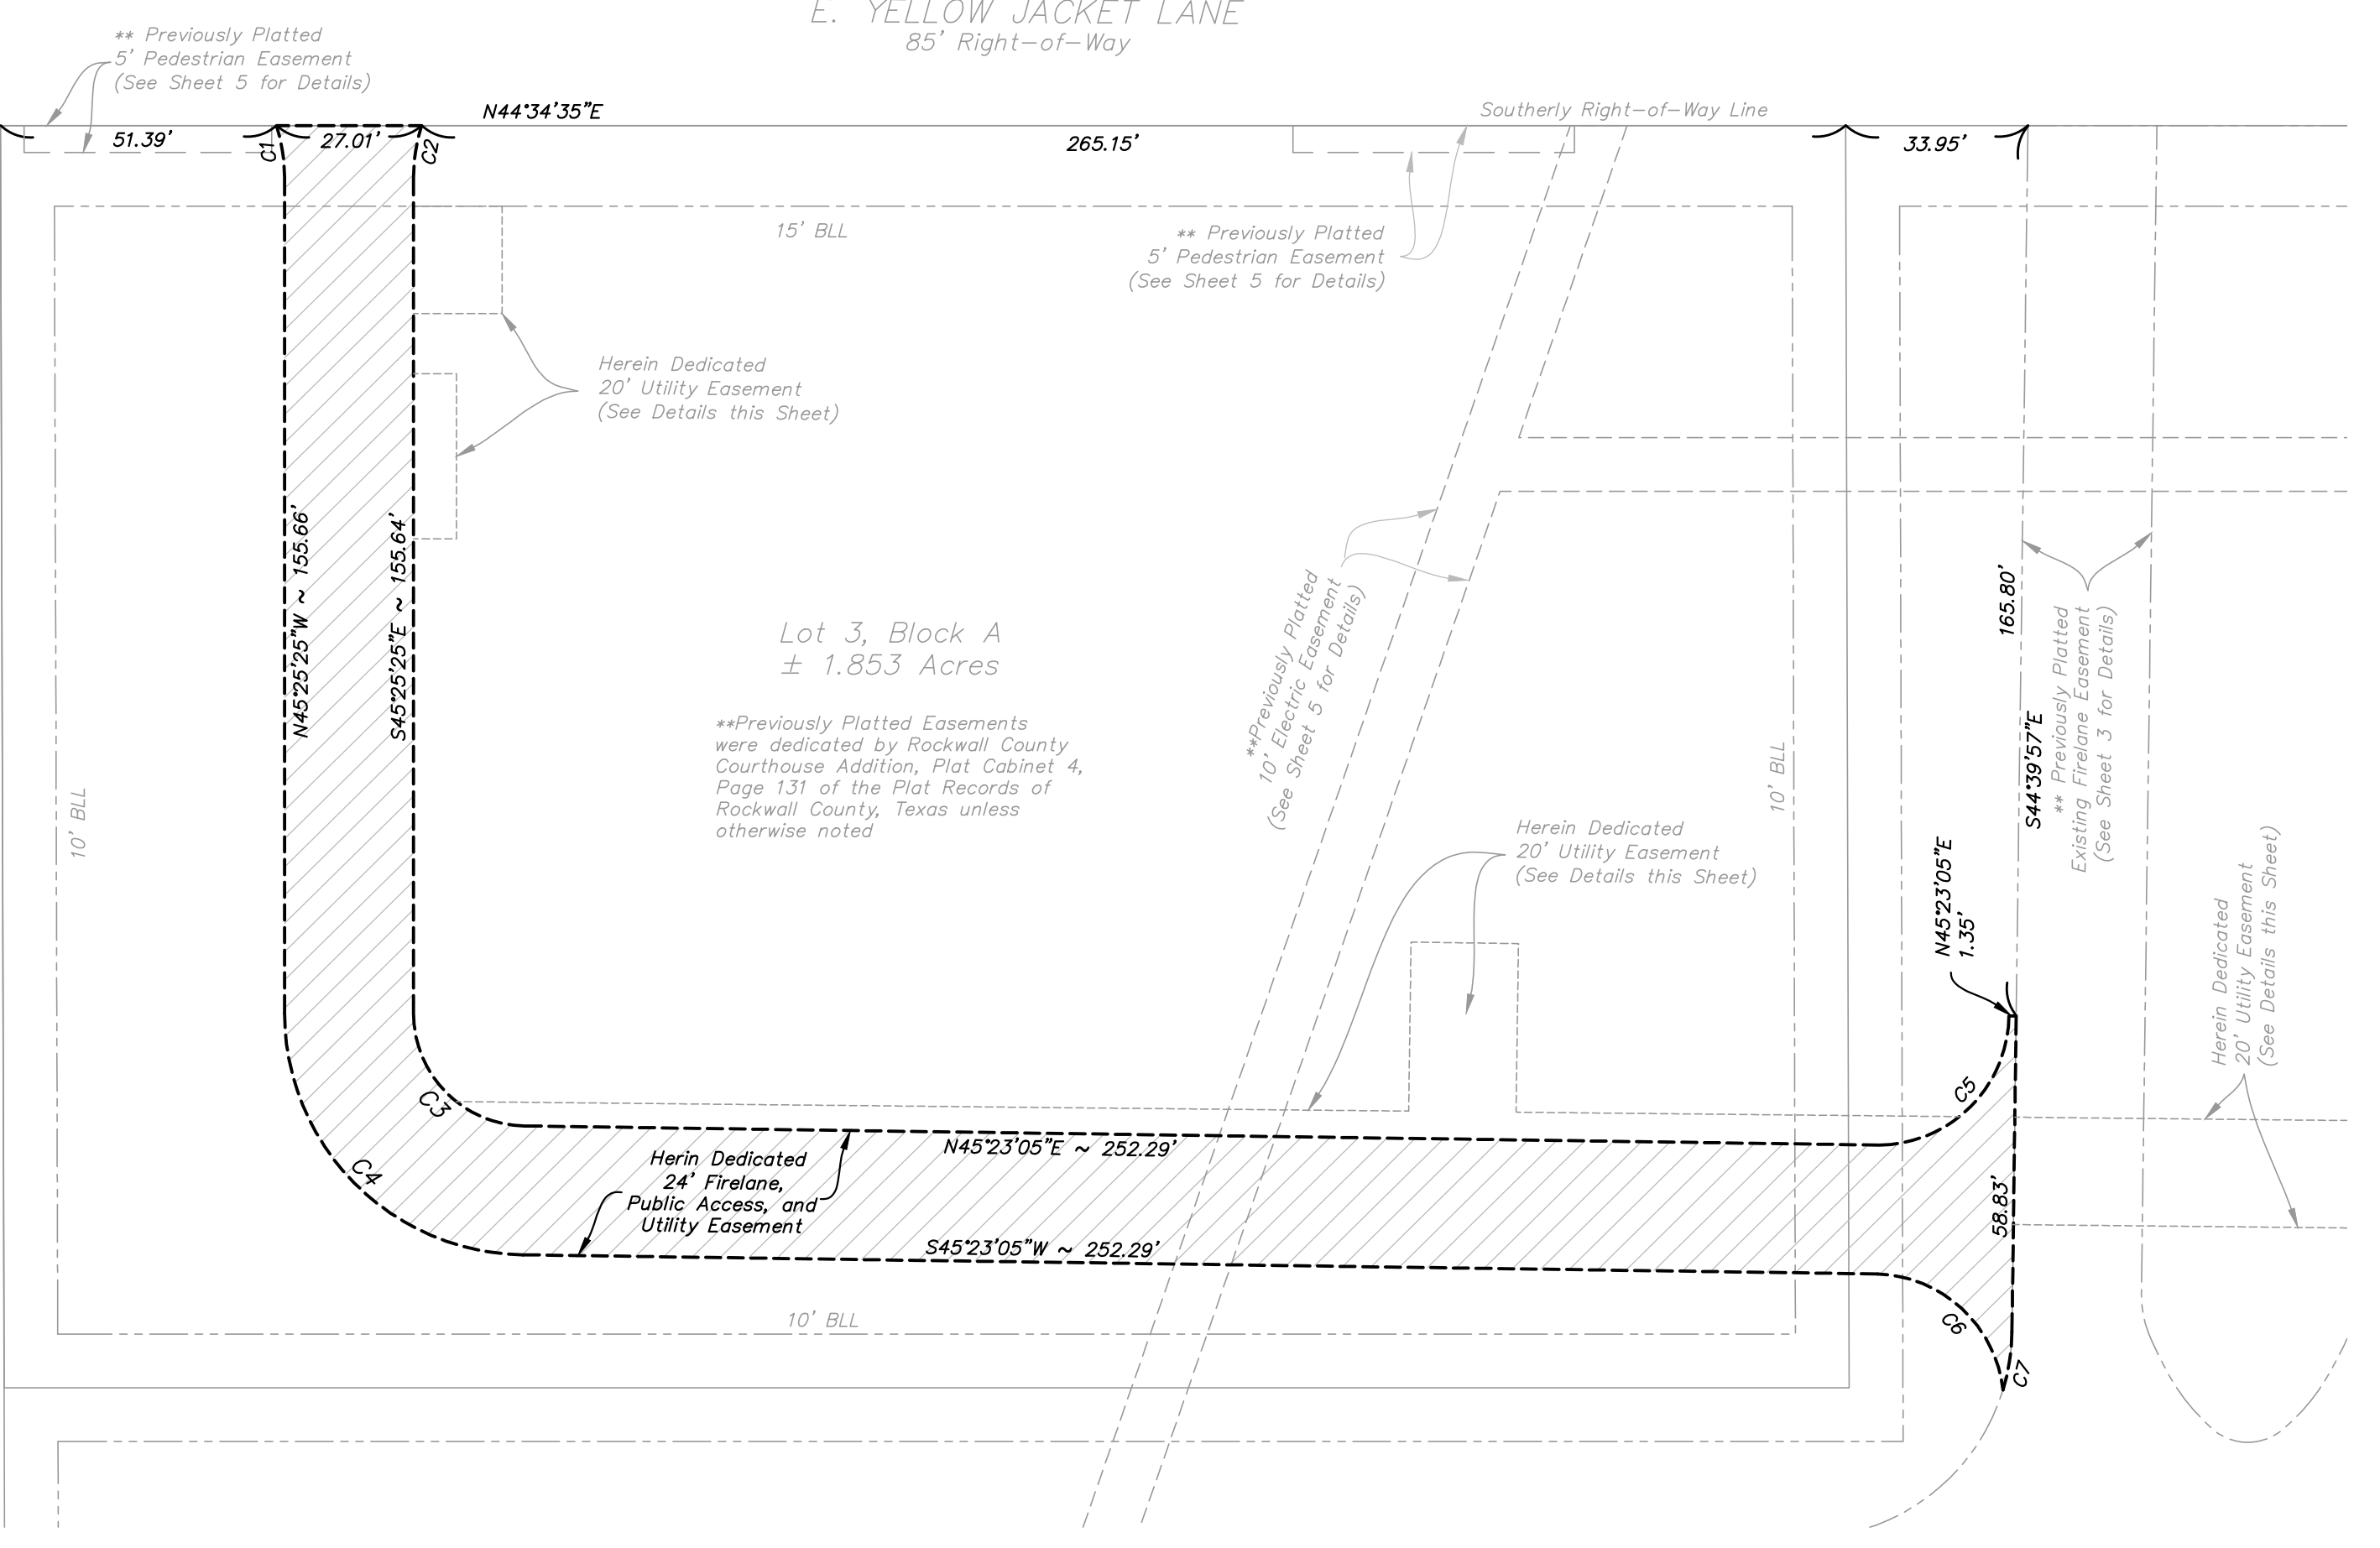 E. YELLOW JACKET LANE
85' Right-of-Way
** Previously Platted
5' Pedestrian Easement
(See Sheet 5 for Details)
N44°34'35"E
Southerly Right-of-Way Line
51.39'
C1
27.01'
C2
265.15'
33.95'
15' BLL
** Previously Platted
5' Pedestrian Easement
(See Sheet 5 for Details)
Herein Dedicated
20' Utility Easement
(See Details this Sheet)
N45°25'25"W ~ 155.66'
S45°25'25"E ~ 155.64'
Lot 3, Block A
± 1.853 Acres
**Previously Platted Easements
were dedicated by Rockwall County
Courthouse Addition, Plat Cabinet 4,
Page 131 of the Plat Records of
Rockwall County, Texas unless
otherwise noted
**Previously Platted
10' Electric Easement
(See Sheet 5 for Details)
10' BLL
10' BLL
165.80'
S44°39'57"E
** Previously Platted
Existing Firelane Easement
(See Sheet 3 for Details)
Herein Dedicated
20' Utility Easement
(See Details this Sheet)
N45°23'05"E
1.35'
Herein Dedicated
20' Utility Easement
(See Details this Sheet)
C3
C4
C5
N45°23'05"E ~ 252.29'
Herin Dedicated
24' Firelane,
Public Access, and
Utility Easement
S45°23'05"W ~ 252.29'
58.83'
10' BLL
C6
C7